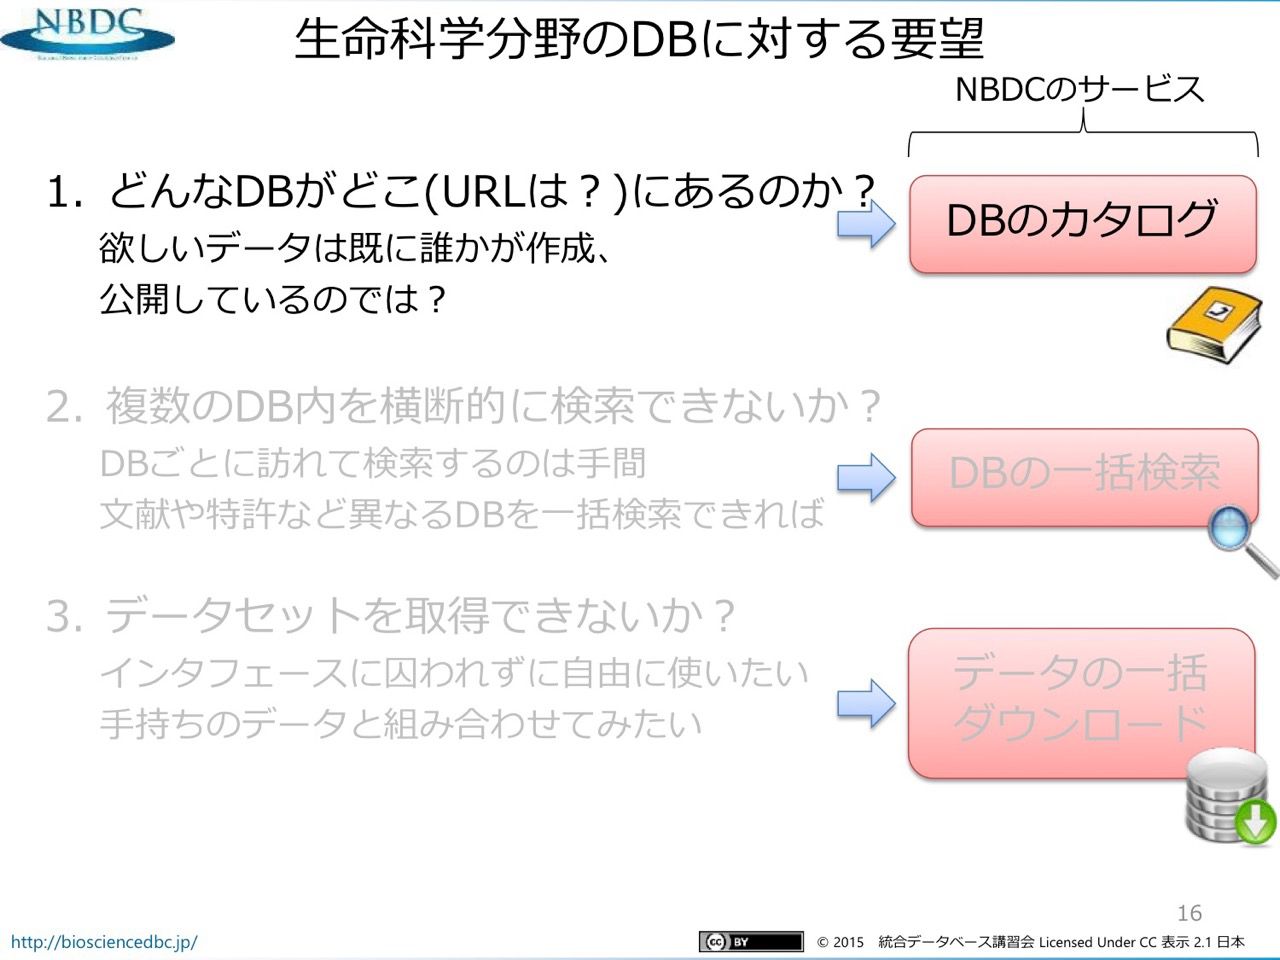 NBDC
生命科学分野のDBに対する要望
NBDCのサービス
1. どんなDBがどこ(URLは？)にあるのか？
欲しいデータは既に誰かが作成、
公開しているのでは？
DBのカタログ
2. 複数のDB内を横断的に検索できないか？
DBごとに訪れて検索するのは手間
文献や特許など異なるDBを一括検索できれば
DBの一括検索
3. データセットを取得できないか？
インタフェースに囚われずに自由に使いたい
手持ちのデータと組み合わせてみたい
データの一括
ダウンロード
16
http://biosciencedbc.jp/
cc BY
© 2015 統合データベース講習会 Licensed Under CC 表示 2.1 日本